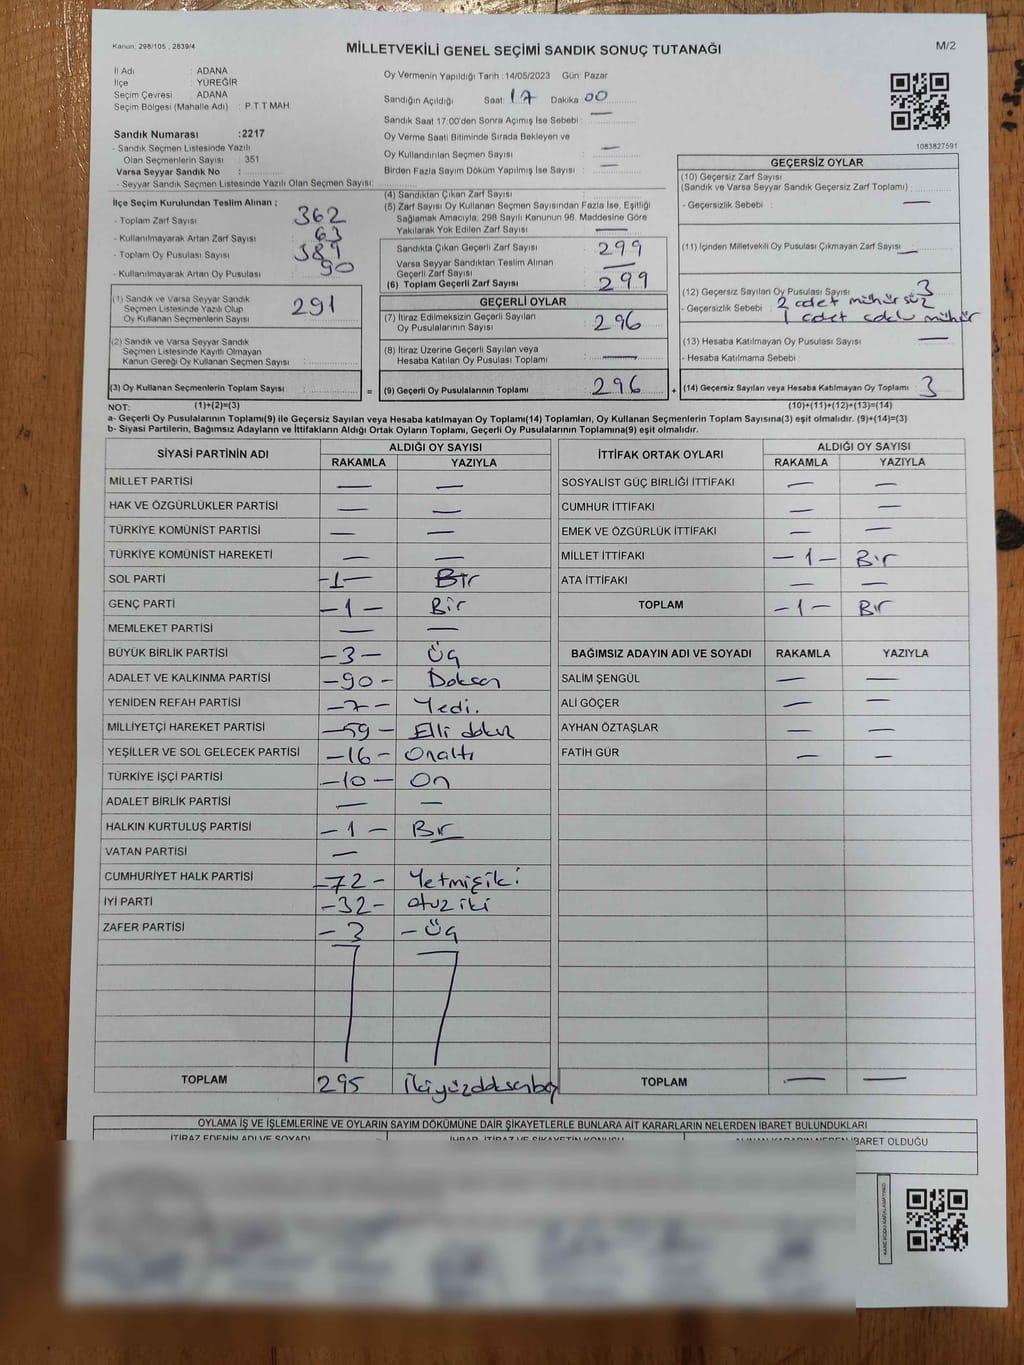 Kanun: 298/105 , 2839/4
MİLLETVEKİLİ GENEL SEÇİMİ SANDIK SONUÇ TUTANAĞI
M/2
İl Adı : ADANA
İlçe : YÜREĞİR
Seçim Çevresi : ADANA
Seçim Bölgesi (Mahalle Adı) : P T T MAH.
Sandık Numarası :2217
- Sandık Seçmen Listesinde Yazılı
Olan Seçmenlerin Sayısı : 351
Varsa Seyyar Sandık No :
- Seyyar Sandık Seçmen Listesinde Yazılı Olan Seçmen Sayısı:
Oy Vermenin Yapıldığı Tarih :14/05/2023 Gün Pazar
Sandığın Açıldığı Saat: 17 Dakika 00
Sandık Saat 17:00'den Sonra Açımış İse Sebebi : —
Oy Verme Saati Bitiminde Sırada Bekleyen ve
Oy Kullandırılan Seçmen Sayısı —
Birden Fazla Sayım Döküm Yapılmış İse Sayısı : —
1083827591
İlçe Seçim Kurulundan Teslim Alınan ;
- Toplam Zarf Sayısı : 362
- Kullanılmayarak Artan Zarf Sayısı : 63
- Toplam Oy Pusulası Sayısı : 389
- Kullanılmayarak Artan Oy Pusulası : 90
(4) Sandıktan Çıkan Zarf Sayısı :
(5) Zarf Sayısı Oy Kullanan Seçmen Sayısından Fazla İse, Eşitliği
Sağlamak Amacıyla; 298 Sayılı Kanunun 98. Maddesine Göre
Yakılarak Yok Edilen Zarf Sayısı : —
Sandıkta Çıkan Geçerli Zarf Sayısı : 299
Varsa Seyyar Sandıktan Teslim Alınan
Geçerli Zarf Sayısı : —
(6) Toplam Geçerli Zarf Sayısı : 299
GEÇERSİZ OYLAR
(10) Geçersiz Zarf Sayısı
(Sandık ve Varsa Seyyar Sandık Geçersiz Zarf Toplamı) :
- Geçersizlik Sebebi : —
(11) İçinden Milletvekili Oy Pusulası Çıkmayan Zarf Sayısı : —
(12) Geçersiz Sayılan Oy Pusulası Sayısı : 3
- Geçersizlik Sebebi : 2 adet mühürsüz
1 adet mühür
(13) Hesaba Katılmayan Oy Pusulası Sayısı : —
- Hesaba Katılmama Sebebi :
(14) Geçersiz Sayılan veya Hesaba Katılmayan Oy Toplamı : 3
(1) Sandık ve Varsa Seyyar Sandık
Seçmen Listesinde Yazılı Olup
Oy Kullanan Seçmenlerin Sayısı : 291
(2) Sandık ve Varsa Seyyar Sandık
Seçmen Listesinde Kayıtlı Olmayan
Kanun Gereği Oy Kullanan Seçmen Sayısı :
(3) Oy Kullanan Seçmenlerin Toplam Sayısı :
=
GEÇERLİ OYLAR
(7) İtiraz Edilmeksizin Geçerli Sayılan
Oy Pusulalarının Sayısı : 296
(8) İtiraz Üzerine Geçerli Sayılan veya
Hesaba Katılan Oy Pusulası Toplamı : —
(9) Geçerli Oy Pusulalarının Toplamı : 296
+
NOT: (1)+(2)=(3)
(10)+(11)+(12)+(13)=(14)
a- Geçerli Oy Pusulalarının Toplamı(9) ile Geçersiz Sayılan veya Hesaba katılmayan Oy Toplamı(14) Toplamları, Oy Kullanan Seçmenlerin Toplam Sayısına(3) eşit olmalıdır. (9)+(14)=(3)
b- Siyasi Partilerin, Bağımsız Adayların ve İttifakların Aldığı Ortak Oyların Toplamı, Geçerli Oy Pusulalarının Toplamına(9) eşit olmalıdır.
SİYASİ PARTİNİN ADI ALDIĞI OY SAYISI
RAKAMLA YAZIYLA
MİLLET PARTİSİ — —
HAK VE ÖZGÜRLÜKLER PARTİSİ — —
TÜRKİYE KOMÜNİST PARTİSİ — —
TÜRKİYE KOMÜNİST HAREKETİ — —
SOL PARTİ -1- Bir
GENÇ PARTİ -1- Bir
MEMLEKET PARTİSİ — —
BÜYÜK BİRLİK PARTİSİ -3- Üç
ADALET VE KALKINMA PARTİSİ -90- Doksan
YENİDEN REFAH PARTİSİ -7- Yedi.
MİLLİYETÇİ HAREKET PARTİSİ -59- Elli dokuz
YEŞİLLER VE SOL GELECEK PARTİSİ -16- Onaltı
TÜRKİYE İŞÇİ PARTİSİ -10- On
ADALET BİRLİK PARTİSİ — —
HALKIN KURTULUŞ PARTİSİ -1- Bir
VATAN PARTİSİ —
CUMHURİYET HALK PARTİSİ -72- Yetmişiki
İYİ PARTİ -32- otuz iki
ZAFER PARTİSİ -3 -Üç
TOPLAM 295 İkiyüzdoksanbeş
İTTİFAK ORTAK OYLARI ALDIĞI OY SAYISI
RAKAMLA YAZIYLA
SOSYALİST GÜÇ BİRLİĞİ İTTİFAKI — —
CUMHUR İTTİFAKI — —
EMEK VE ÖZGÜRLÜK İTTİFAKI — —
MİLLET İTTİFAKI -1- Bir
ATA İTTİFAKI — —
TOPLAM -1- Bir
BAĞIMSIZ ADAYIN ADI VE SOYADI RAKAMLA YAZIYLA
SALİM ŞENGÜL — —
ALİ GÖÇER — —
AYHAN ÖZTAŞLAR — —
FATİH GÜR — —
TOPLAM — —
OYLAMA İŞ VE İŞLEMLERİNE VE OYLARIN SAYIM DÖKÜMÜNE DAİR ŞİKAYETLERLE BUNLARA AİT KARARLARIN NELERDEN İBARET BULUNDUKLARI
İTİRAZ EDENİN ADI VE SOYADI İHBAR, İTİRAZ VE ŞİKAYETİN KONUSU ALINAN KARARIN NEDEN İBARET OLDUĞU